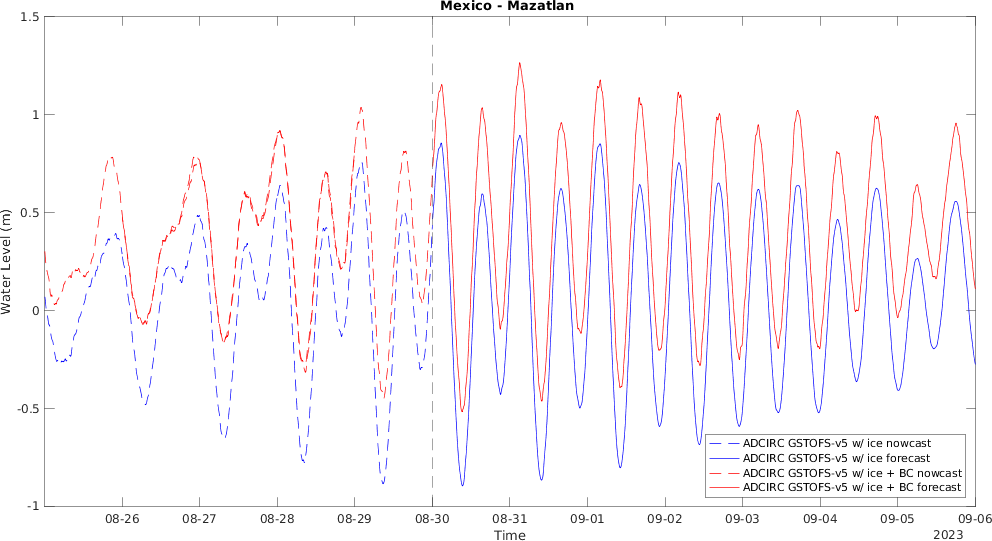 Mexico - Mazatlan
1.5
1
0.5
0
-0.5
-1
Water Level (m)
ADCIRC GSTOFS-v5 w/ ice nowcast
ADCIRC GSTOFS-v5 w/ ice forecast
ADCIRC GSTOFS-v5 w/ ice + BC nowcast
ADCIRC GSTOFS-v5 w/ ice + BC forecast
08-26 08-27 08-28 08-29 08-30 08-31 09-01 09-02 09-03 09-04 09-05 09-06
Time
2023